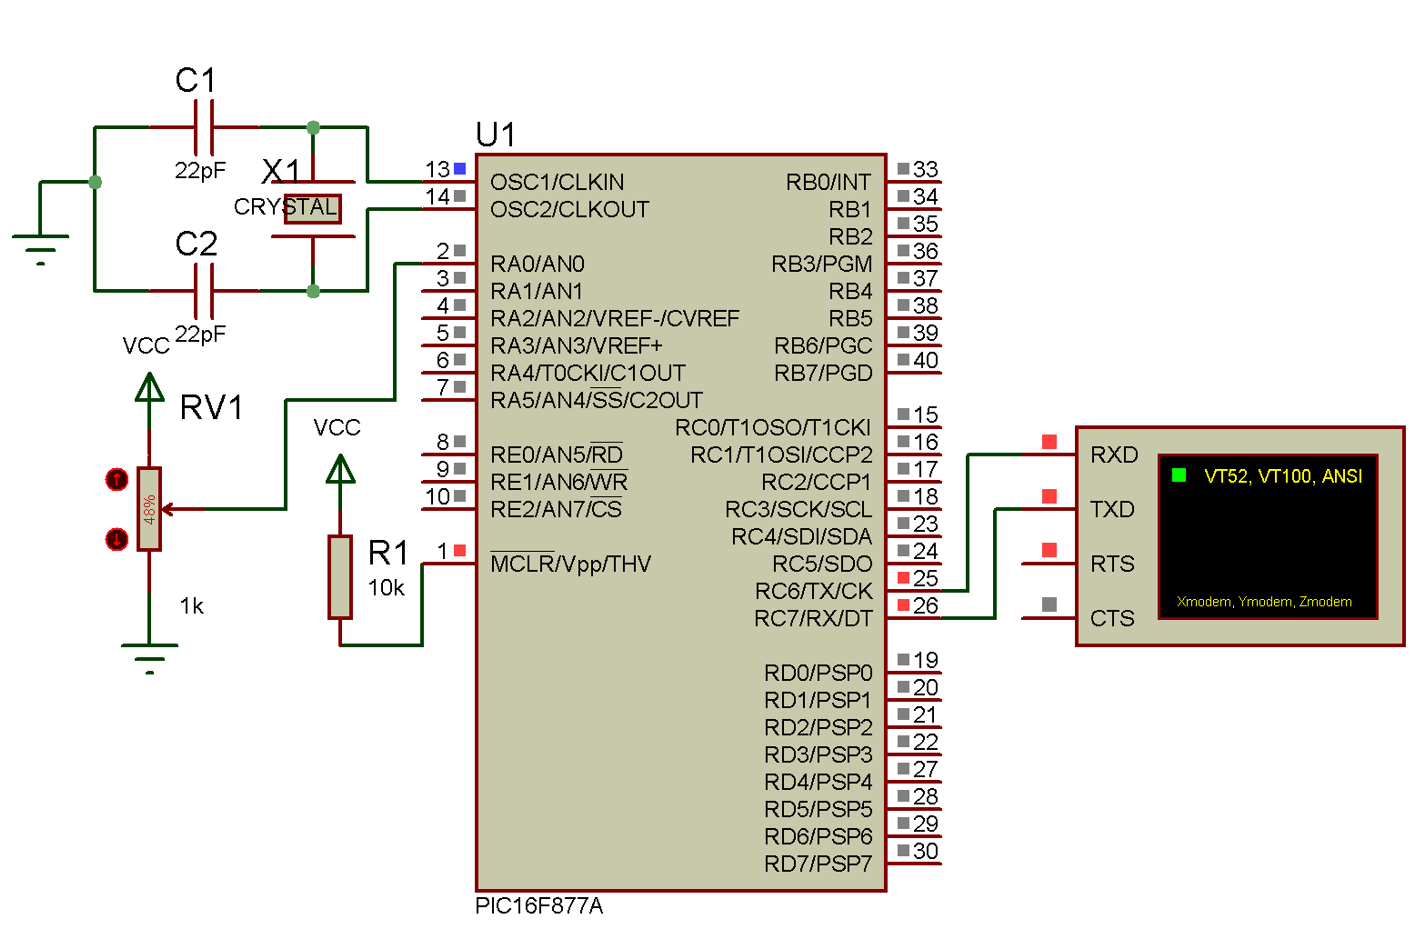 C1
22pF
X1
CRYSTAL
C2
22pF
VCC
RV1
48%
1k
VCC
R1
10k
U1
13 OSC1/CLKIN
14 OSC2/CLKOUT
2 RA0/AN0
3 RA1/AN1
4 RA2/AN2/VREF-/CVREF
5 RA3/AN3/VREF+
6 RA4/T0CKI/C1OUT
7 RA5/AN4/SS/C2OUT
8 RE0/AN5/RD
9 RE1/AN6/WR
10 RE2/AN7/CS
1 MCLR/Vpp/THV
RB0/INT 33
RB1 34
RB2 35
RB3/PGM 36
RB4 37
RB5 38
RB6/PGC 39
RB7/PGD 40
RC0/T1OSO/T1CKI 15
RC1/T1OSI/CCP2 16
RC2/CCP1 17
RC3/SCK/SCL 18
RC4/SDI/SDA 23
RC5/SDO 24
RC6/TX/CK 25
RC7/RX/DT 26
RD0/PSP0 19
RD1/PSP1 20
RD2/PSP2 21
RD3/PSP3 22
RD4/PSP4 27
RD5/PSP5 28
RD6/PSP6 29
RD7/PSP7 30
PIC16F877A
RXD
TXD
RTS
CTS
VT52, VT100, ANSI
Xmodem, Ymodem, Zmodem